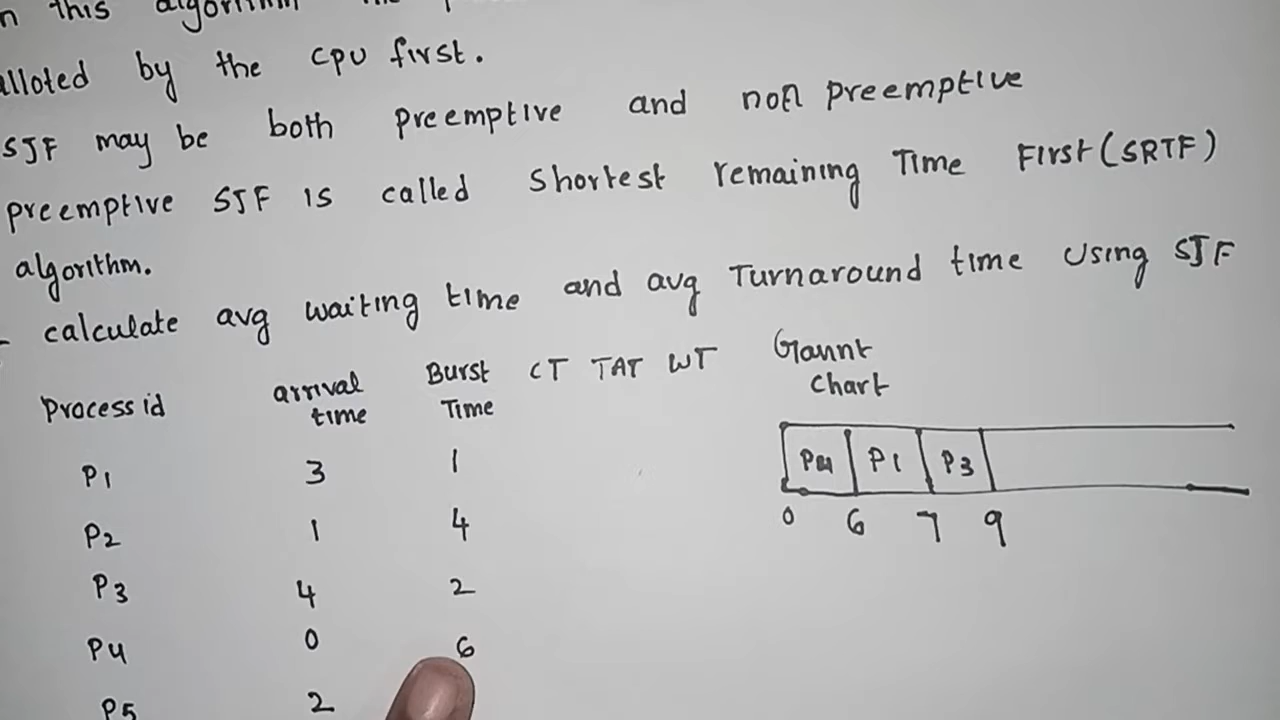 this
alloted by the cpu first.
SJF may be both preemptive and non preemptive
preemptive SJF is called shortest remaining Time First (SRTF)
algorithm.
calculate avg waiting time and avg Turnaround time using SJF
Process id arrival time Burst Time CT TAT WT
P1 3 1
P2 1 4
P3 4 2
P4 0 6
P5 2
Gannt chart
P4 P1 P3
0 6 7 9